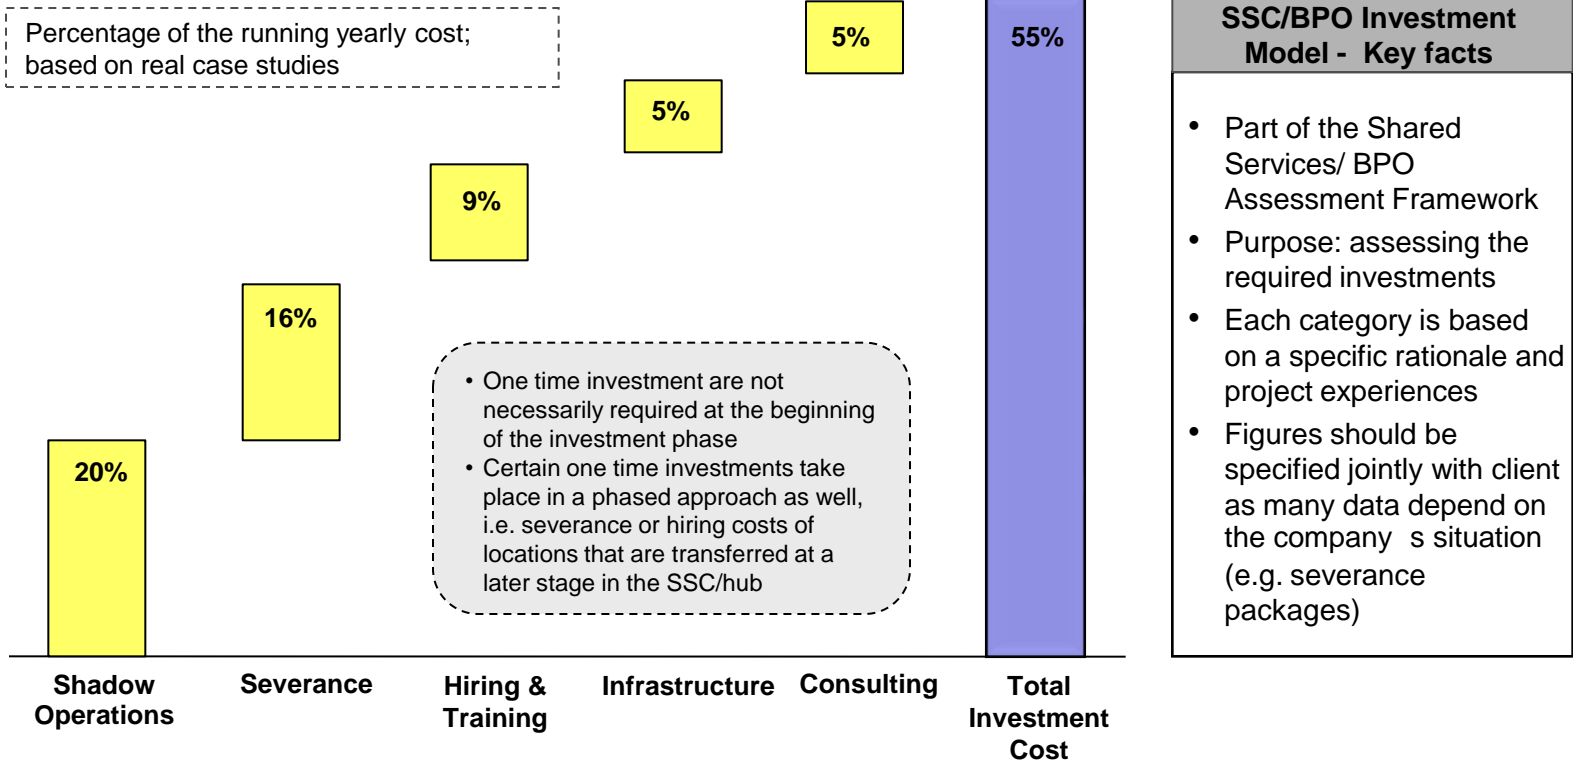 Percentage of the running yearly cost;
based on real case studies
5%
55%
5%
9%
16%
20%
• One time investment are not
necessarily required at the beginning
of the investment phase
• Certain one time investments take
place in a phased approach as well,
i.e. severance or hiring costs of
locations that are transferred at a
later stage in the SSC/hub
Shadow
Operations
Severance
Hiring &
Training
Infrastructure
Consulting
Total
Investment
Cost
SSC/BPO Investment
Model - Key facts
• Part of the Shared
Services/ BPO
Assessment Framework
• Purpose: assessing the
required investments
• Each category is based
on a specific rationale and
project experiences
• Figures should be
specified jointly with client
as many data depend on
the company s situation
(e.g. severance
packages)